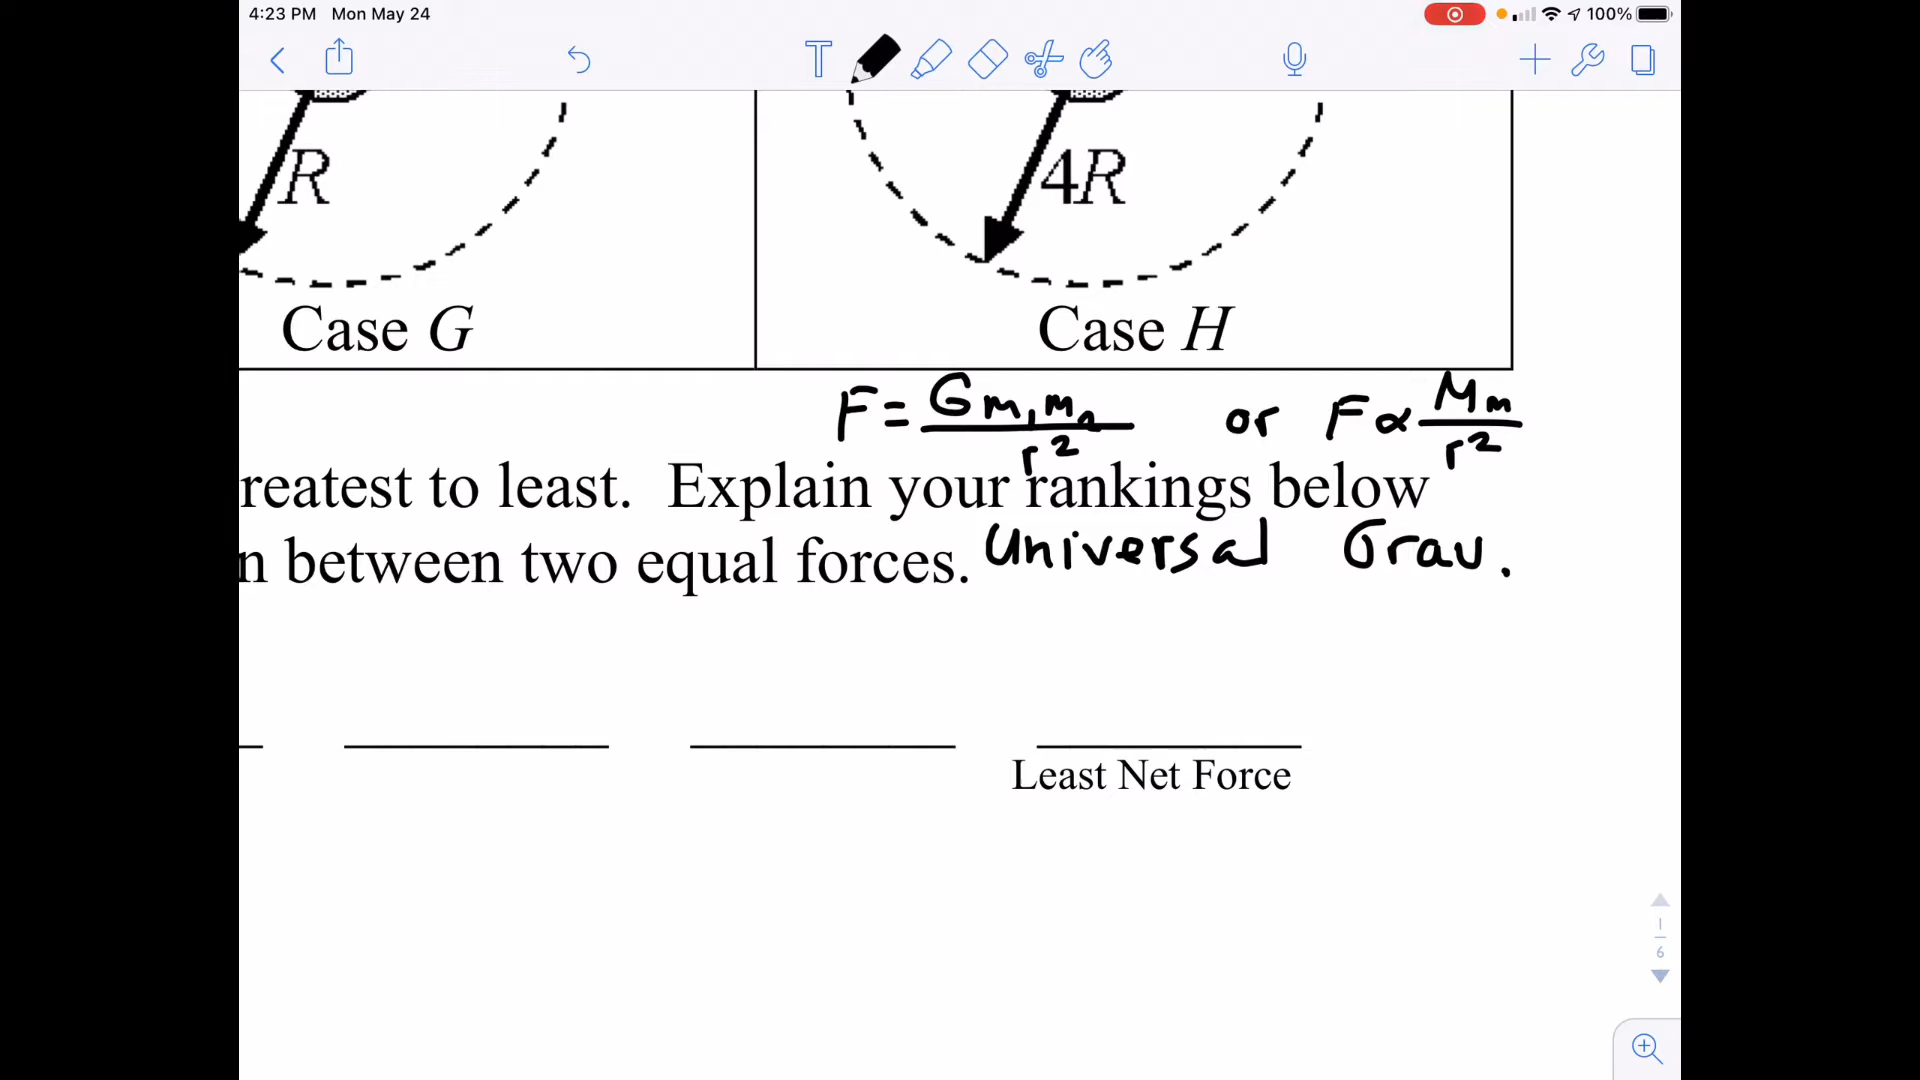 4:23 PM Mon May 24
100%
T
R
4R
Case G
Case H
F = Gm₁m₂ / r² or F ∝ Mm / r²
reatest to least. Explain your rankings below
n between two equal forces. Universal Grav.
Least Net Force
1
6